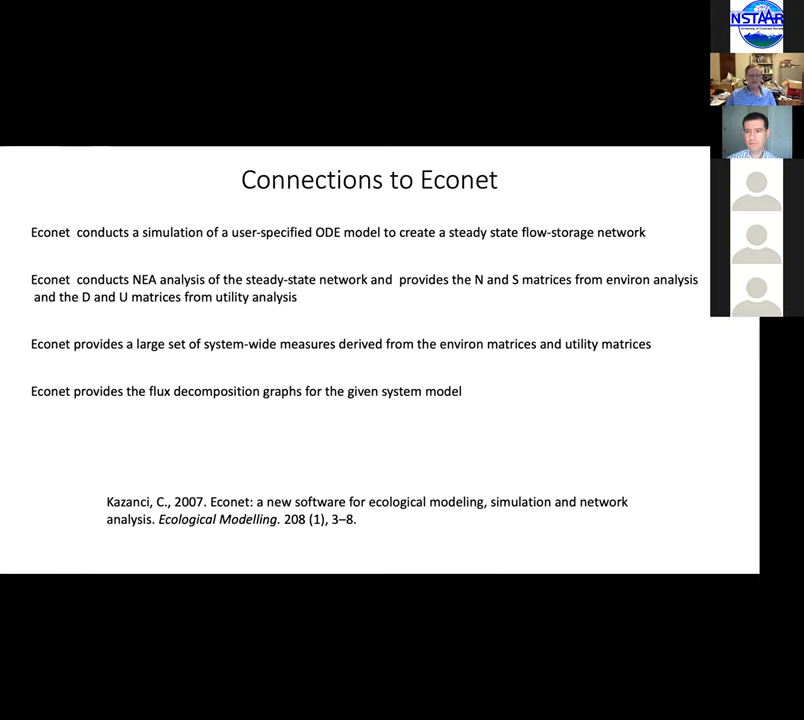 NSTAAR
Connections to Econet
Econet conducts a simulation of a user-specified ODE model to create a steady state flow-storage network
Econet conducts NEA analysis of the steady-state network and provides the N and S matrices from environ analysis
and the D and U matrices from utility analysis
Econet provides a large set of system-wide measures derived from the environ matrices and utility matrices
Econet provides the flux decomposition graphs for the given system model
Kazanci, C., 2007. Econet: a new software for ecological modeling, simulation and network
analysis. Ecological Modelling. 208 (1), 3–8.